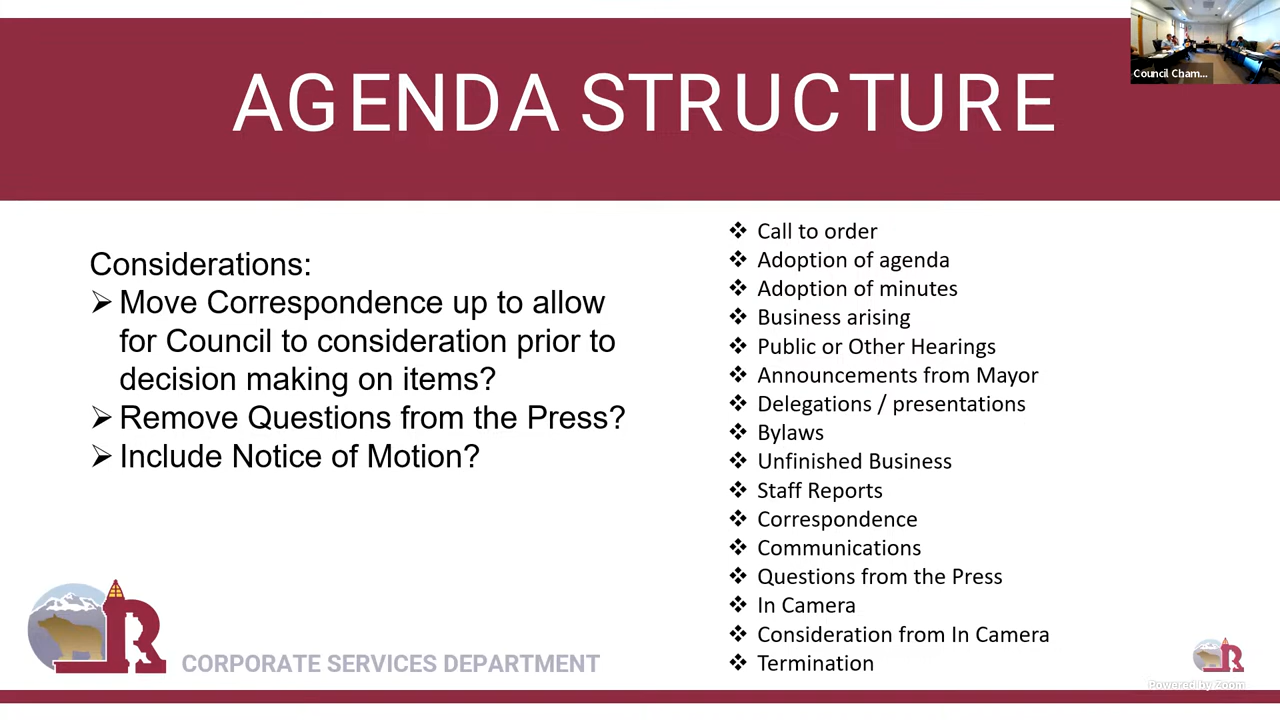 Council Cham...
AGENDA STRUCTURE
Considerations:
Move Correspondence up to allow
for Council to consideration prior to
decision making on items?
Remove Questions from the Press?
Include Notice of Motion?
Call to order
Adoption of agenda
Adoption of minutes
Business arising
Public or Other Hearings
Announcements from Mayor
Delegations / presentations
Bylaws
Unfinished Business
Staff Reports
Correspondence
Communications
Questions from the Press
In Camera
Consideration from In Camera
Termination
R
CORPORATE SERVICES DEPARTMENT
R
Powered by Zoom